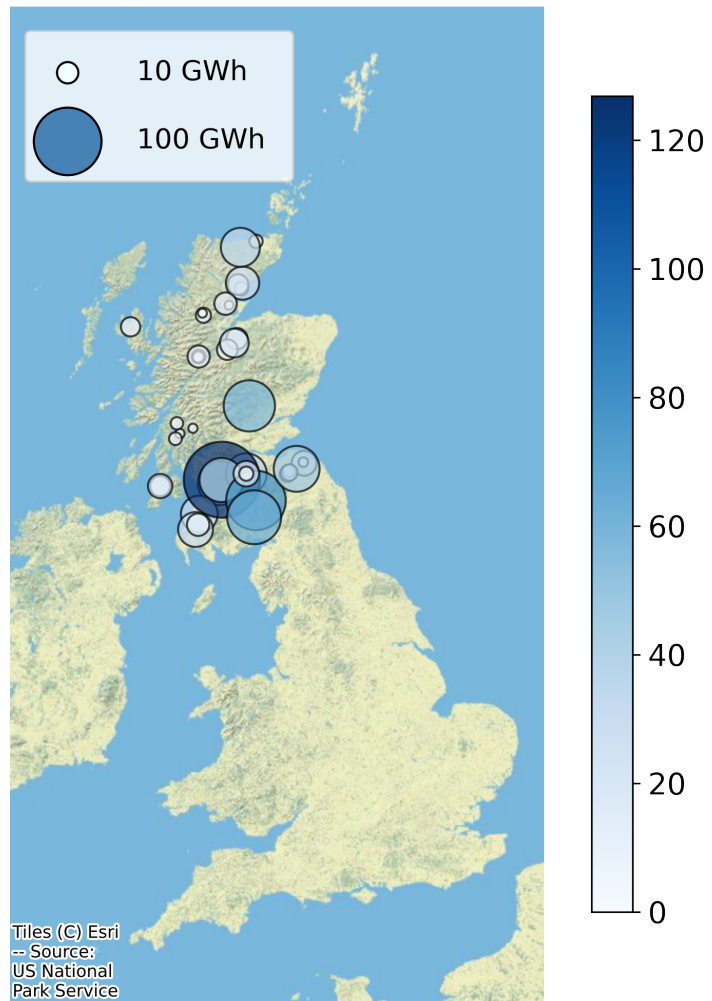 10 GWh
100 GWh
120
100
80
60
40
20
0
Tiles (C) Esri
-- Source:
US National
Park Service